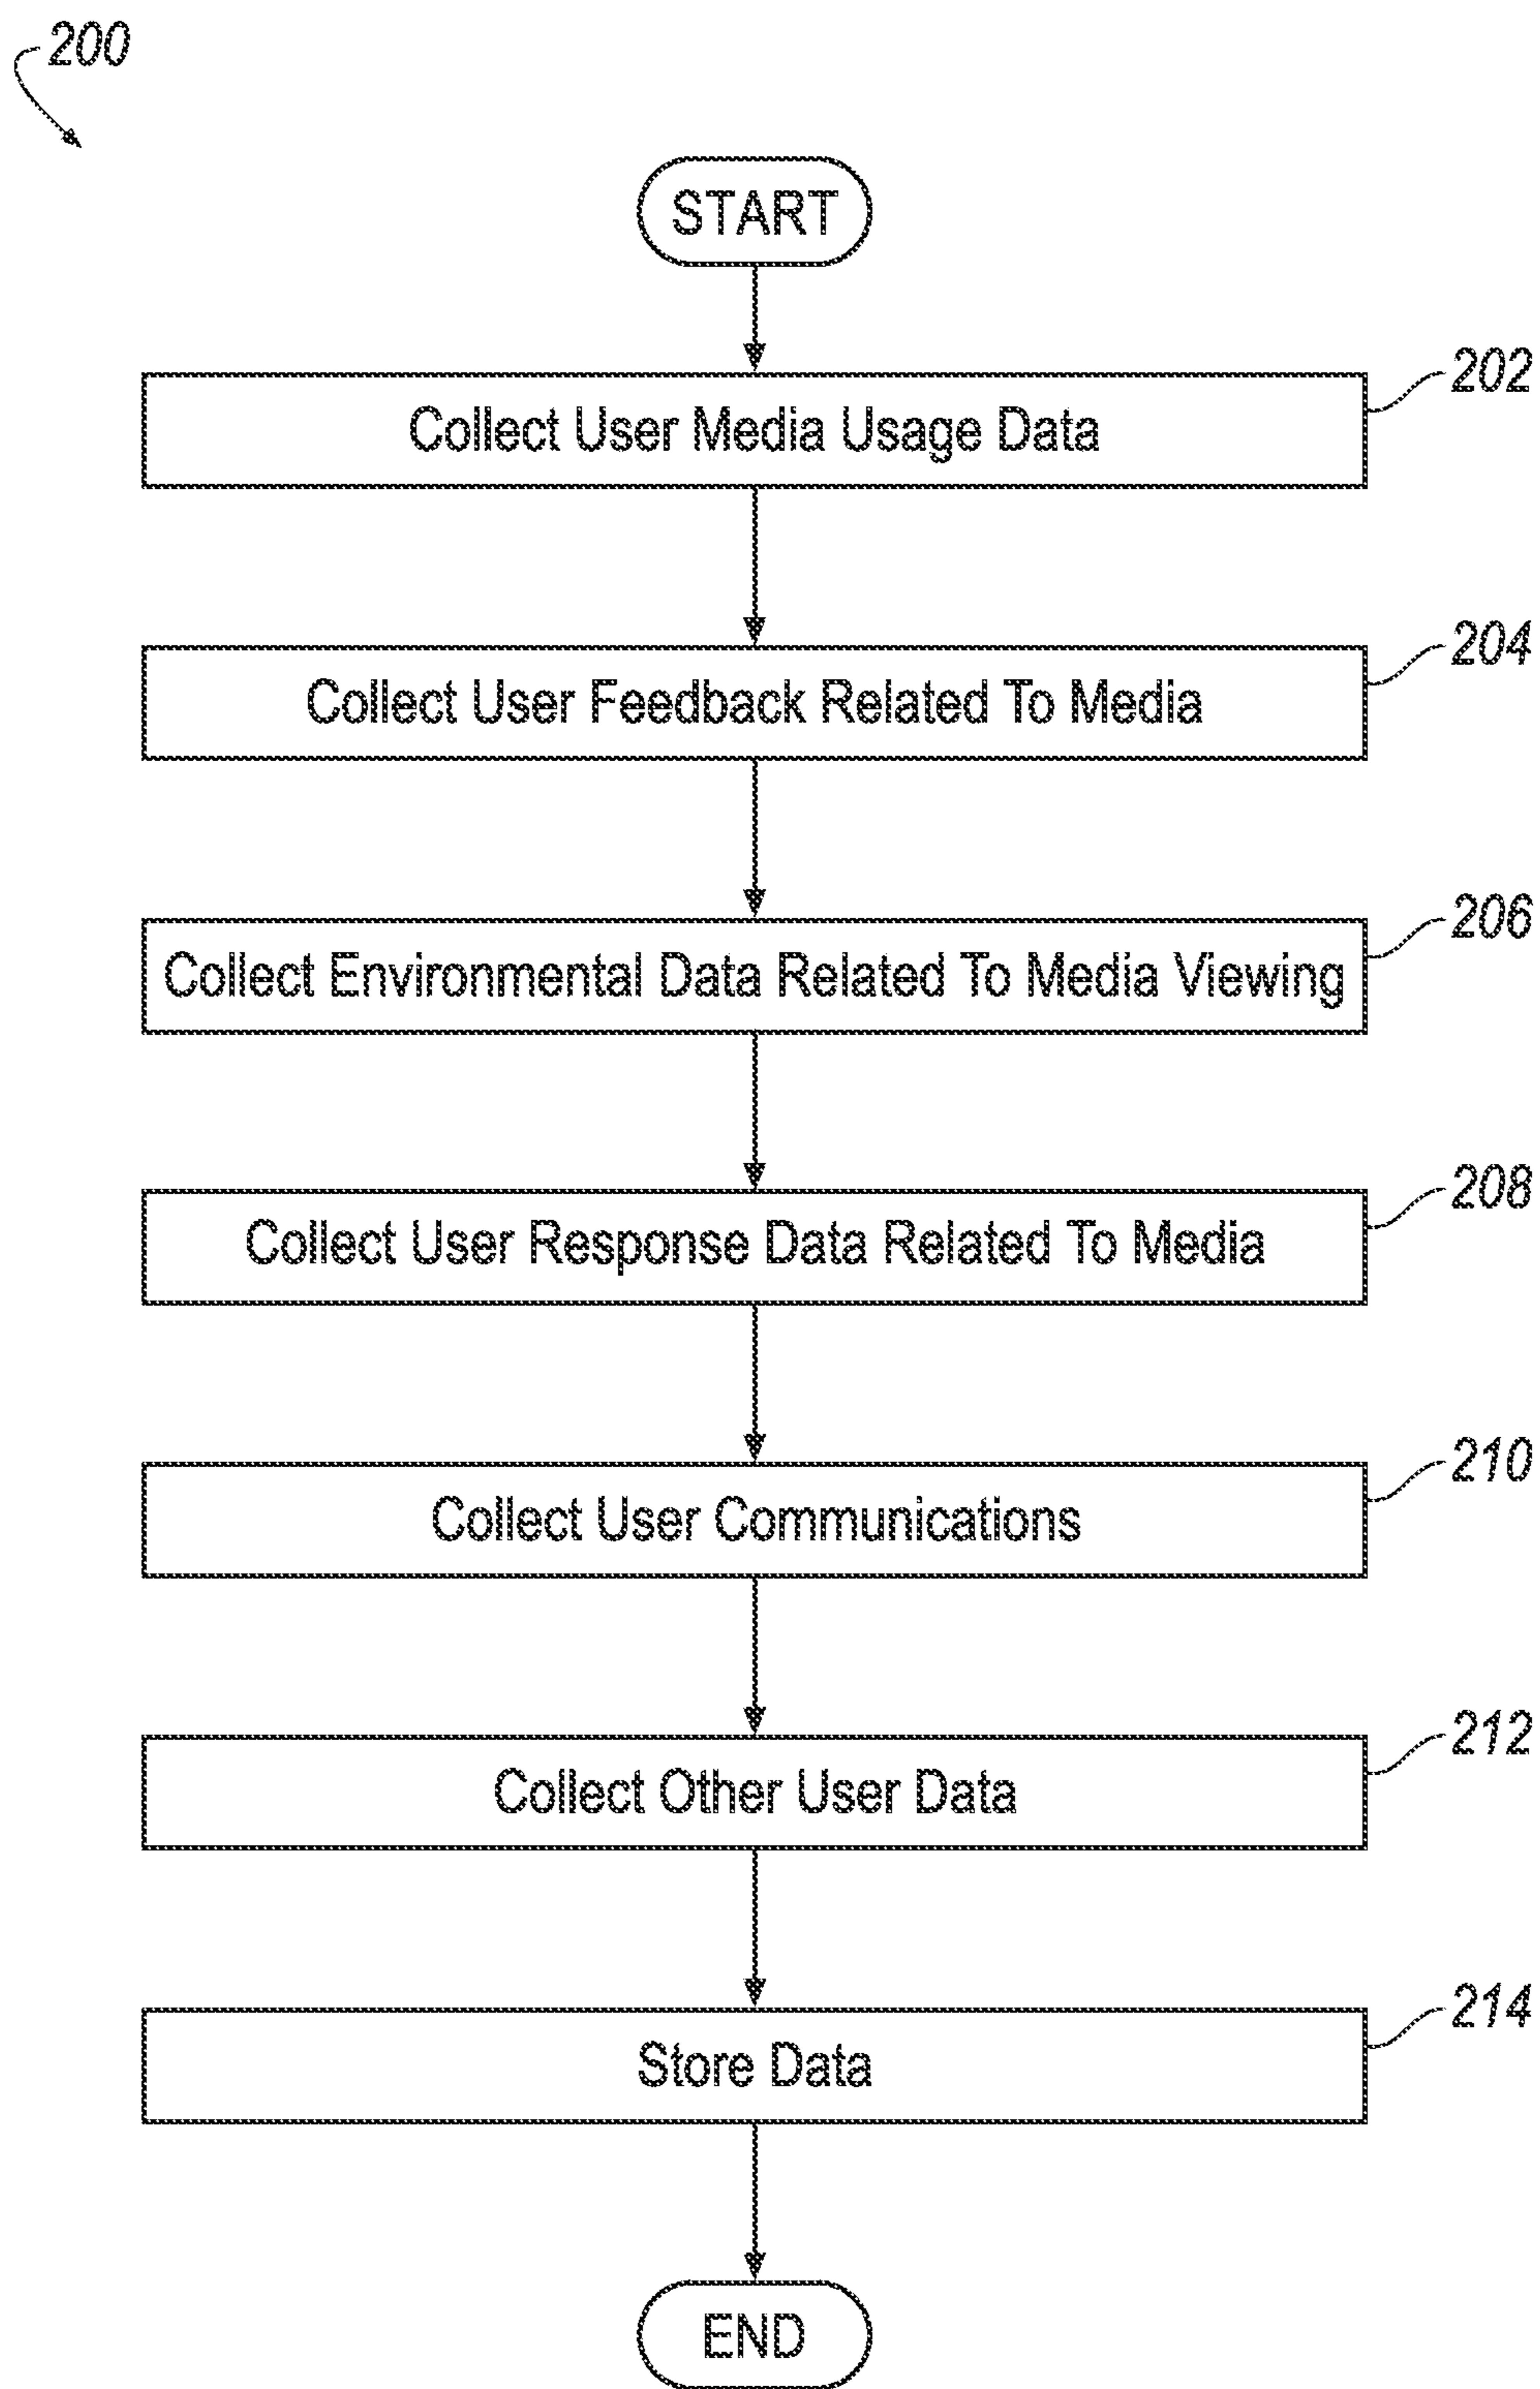 200
START
202
Collect User Media Usage Data
204
Collect User Feedback Related To Media
206
Collect Environmental Data Related To Media Viewing
208
Collect User Response Data Related To Media
210
Collect User Communications
212
Collect Other User Data
214
Store Data
END